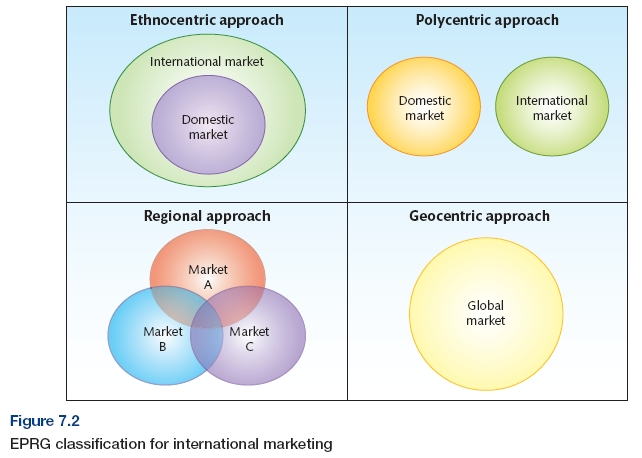 Ethnocentric approach
International market
Domestic
market
Polycentric approach
Domestic
market
International
market
Regional approach
Market
A
Market
B
Market
C
Geocentric approach
Global
market
Figure 7.2
EPRG classification for international marketing